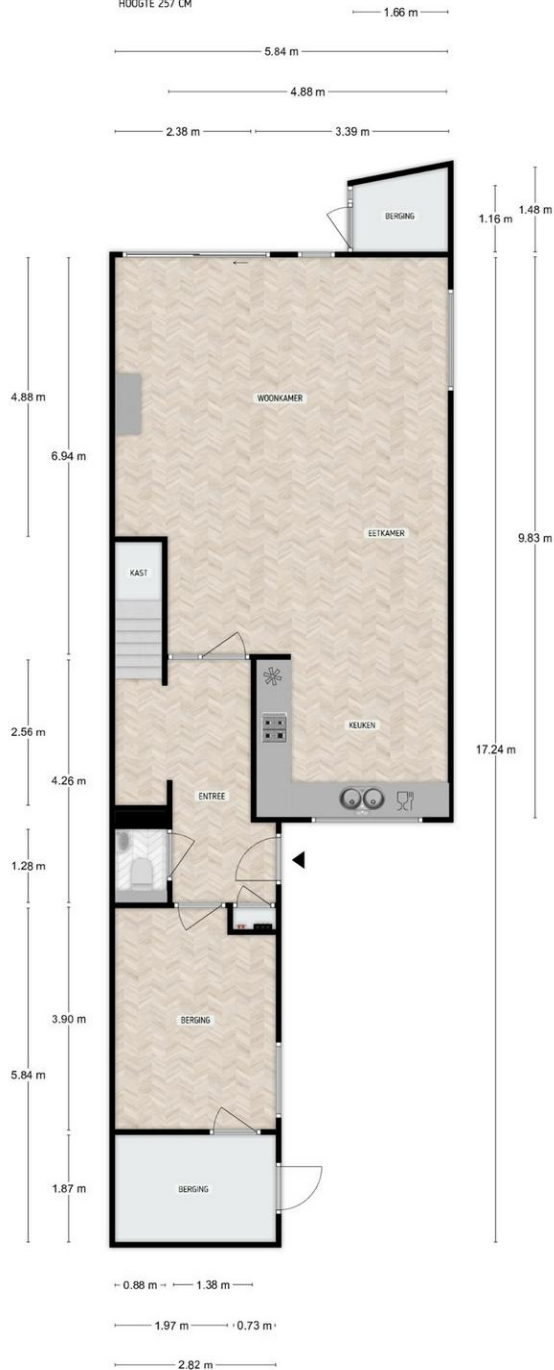 HOOGTE 257 CM
1.66 m
5.84 m
4.88 m
2.38 m
3.39 m
1.16 m
1.48 m
BERGING
4.88 m
6.94 m
WOONKAMER
EETKAMER
9.83 m
KAST
2.56 m
4.26 m
KEUKEN
17.24 m
ENTREE
1.28 m
3.90 m
BERGING
5.84 m
1.87 m
BERGING
0.88 m
1.38 m
1.97 m
0.73 m
2.82 m